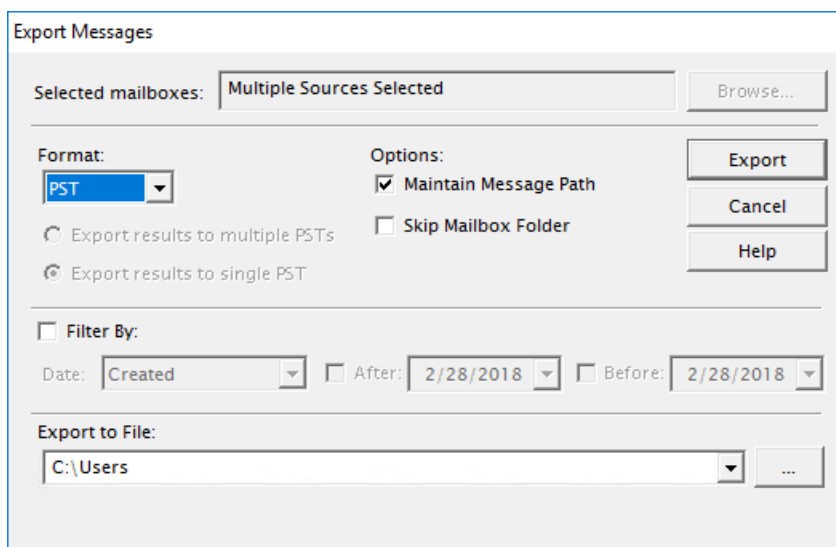 Export Messages
Selected mailboxes: Multiple Sources Selected Browse...
Format: Options:
PST Maintain Message Path Export
Skip Mailbox Folder Cancel
Export results to multiple PSTs
Export results to single PST Help
Filter By:
Date: Created After: 2/28/2018 Before: 2/28/2018
Export to File:
C:\Users ...